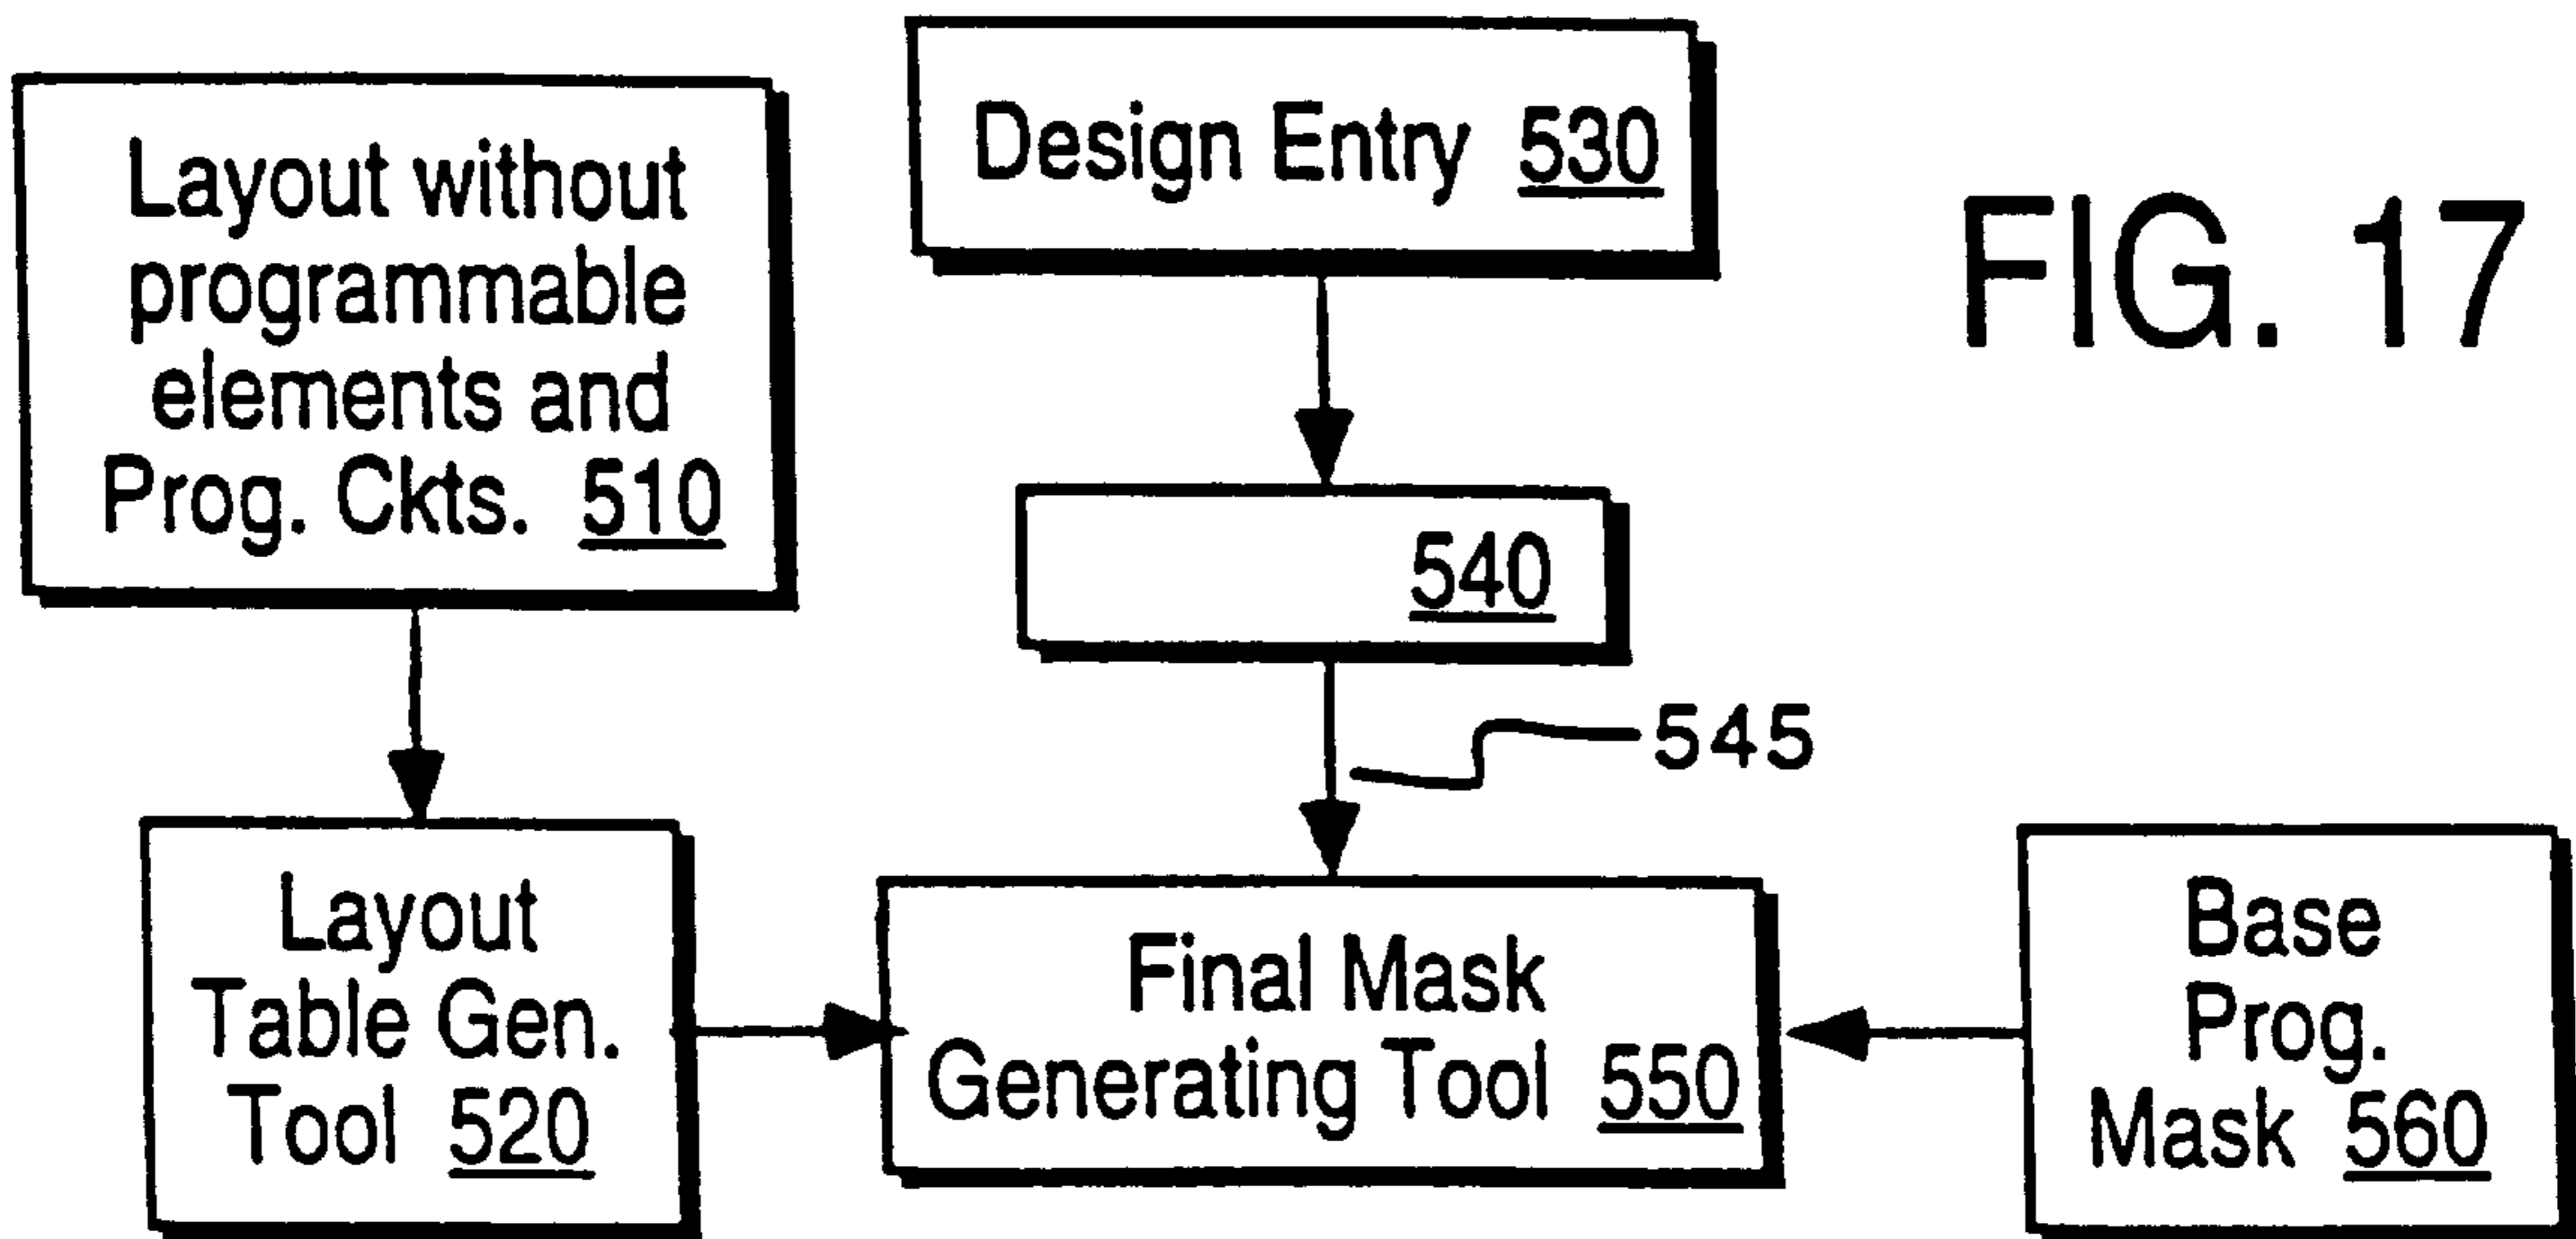 Layout without
programmable
elements and
Prog. Ckts. 510
Design Entry 530
FIG. 17
540
545
Layout
Table Gen.
Tool 520
Final Mask
Generating Tool 550
Base
Prog.
Mask 560